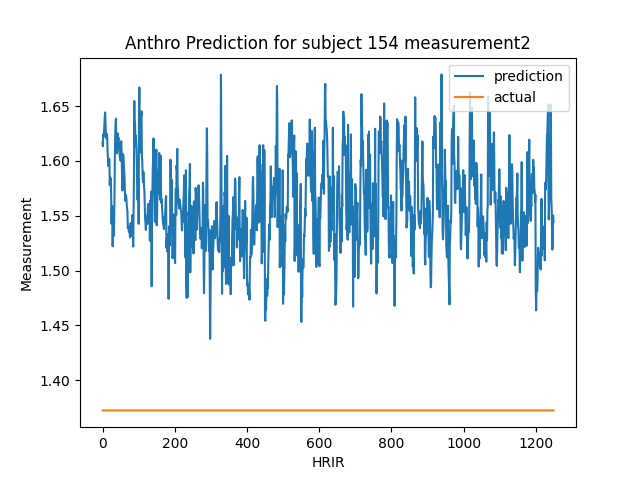 Anthro Prediction for subject 154 measurement2
prediction
actual
Measurement
1.65
1.60
1.55
1.50
1.45
1.40
0 200 400 600 800 1000 1200
HRIR